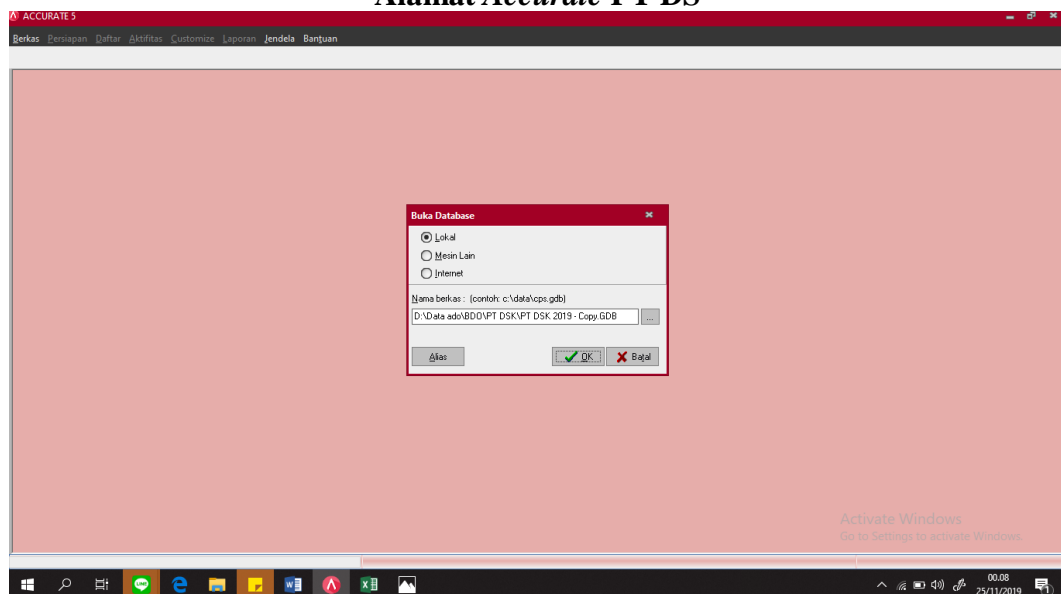 Alamat Accurate PT DS
ACCURATE 5
Berkas Persiapan Daftar Aktifitas Customize Laporan Jendela Bantuan
Buka Database
Lokal
Mesin Lain
Internet
Nama berkas : (contoh: c:\data\cps.gdb)
D:\Data ado\BDO\PT DSK\PT DSK 2019 - Copy.GDB ...
Alias OK Batal
Activate Windows
Go to Settings to activate Windows.
00.08
25/11/2019